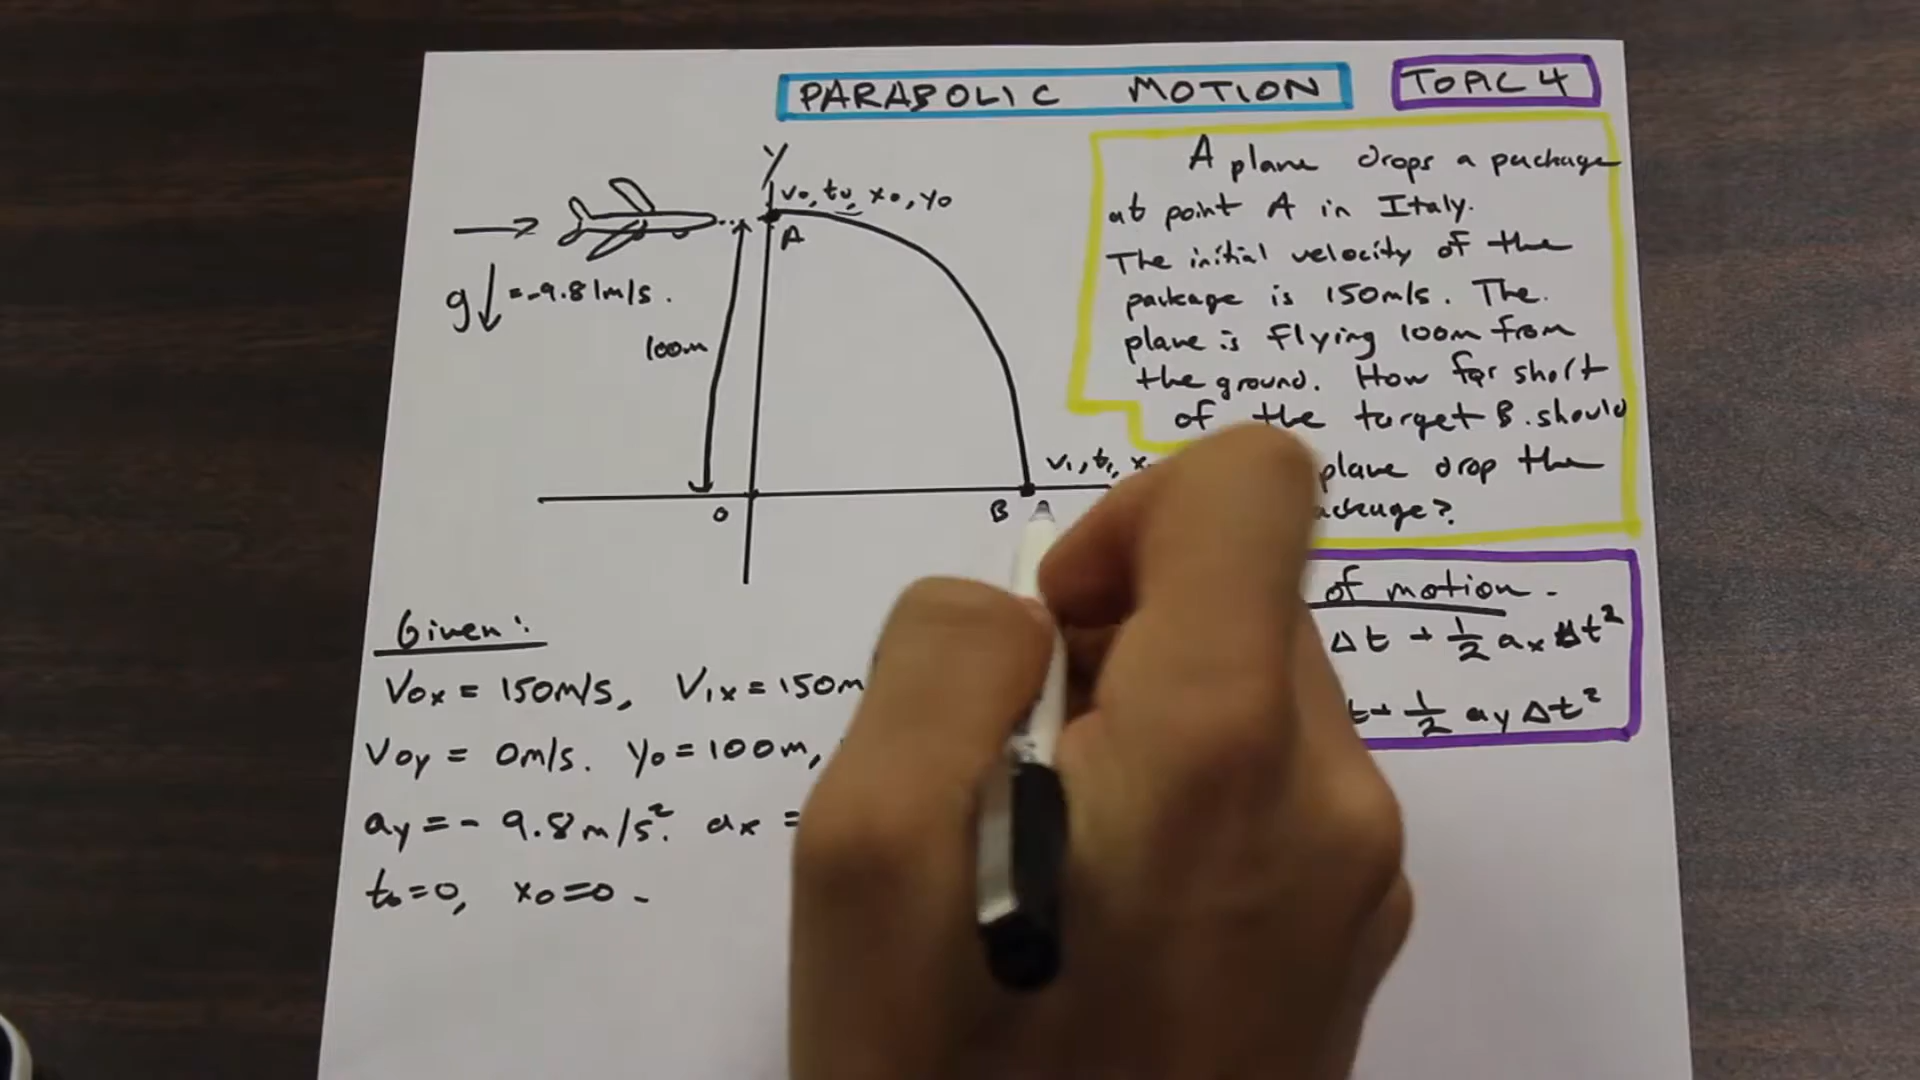 PARABOLIC MOTION
TOPIC 4
Y
v0, t0, x0, y0
A
g ↓ = -9.81m/s.
100m
v1, t1, x
O
B
A plane drops a package
at point A in Italy.
The initial velocity of the
package is 150m/s. The
plane is flying 100m from
the ground. How far short
of the target B. should
plane drop the
ackage?
of motion.
Δt + 1/2 ax Δt²
t + 1/2 ay Δt²
Given:
V0x = 150m/s, V1x = 150m
V0y = 0m/s. y0 = 100m,
ay = - 9.8m/s². ax =
t0 = 0, x0 = 0.